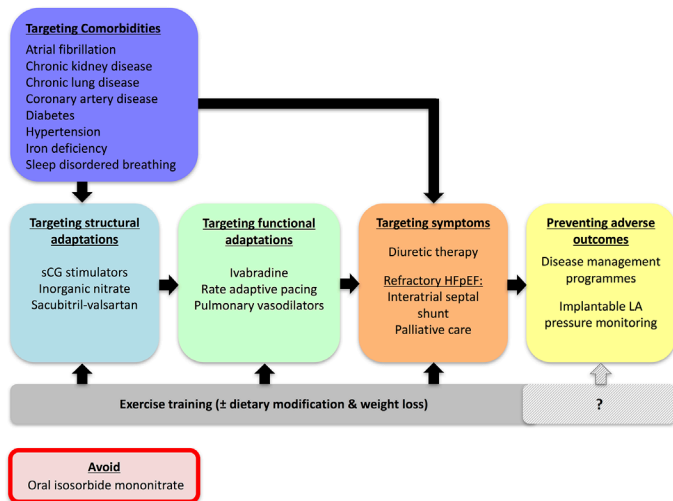 Targeting Comorbidities
Atrial fibrillation
Chronic kidney disease
Chronic lung disease
Coronary artery disease
Diabetes
Hypertension
Iron deficiency
Sleep disordered breathing
Targeting structural
adaptations
sCG stimulators
Inorganic nitrate
Sacubitril-valsartan
Targeting functional
adaptations
Ivabradine
Rate adaptive pacing
Pulmonary vasodilators
Targeting symptoms
Diuretic therapy
Refractory HFpEF:
Interatrial septal
shunt
Palliative care
Preventing adverse
outcomes
Disease management
programmes
Implantable LA
pressure monitoring
Exercise training (± dietary modification & weight loss)
?
Avoid
Oral isosorbide mononitrate